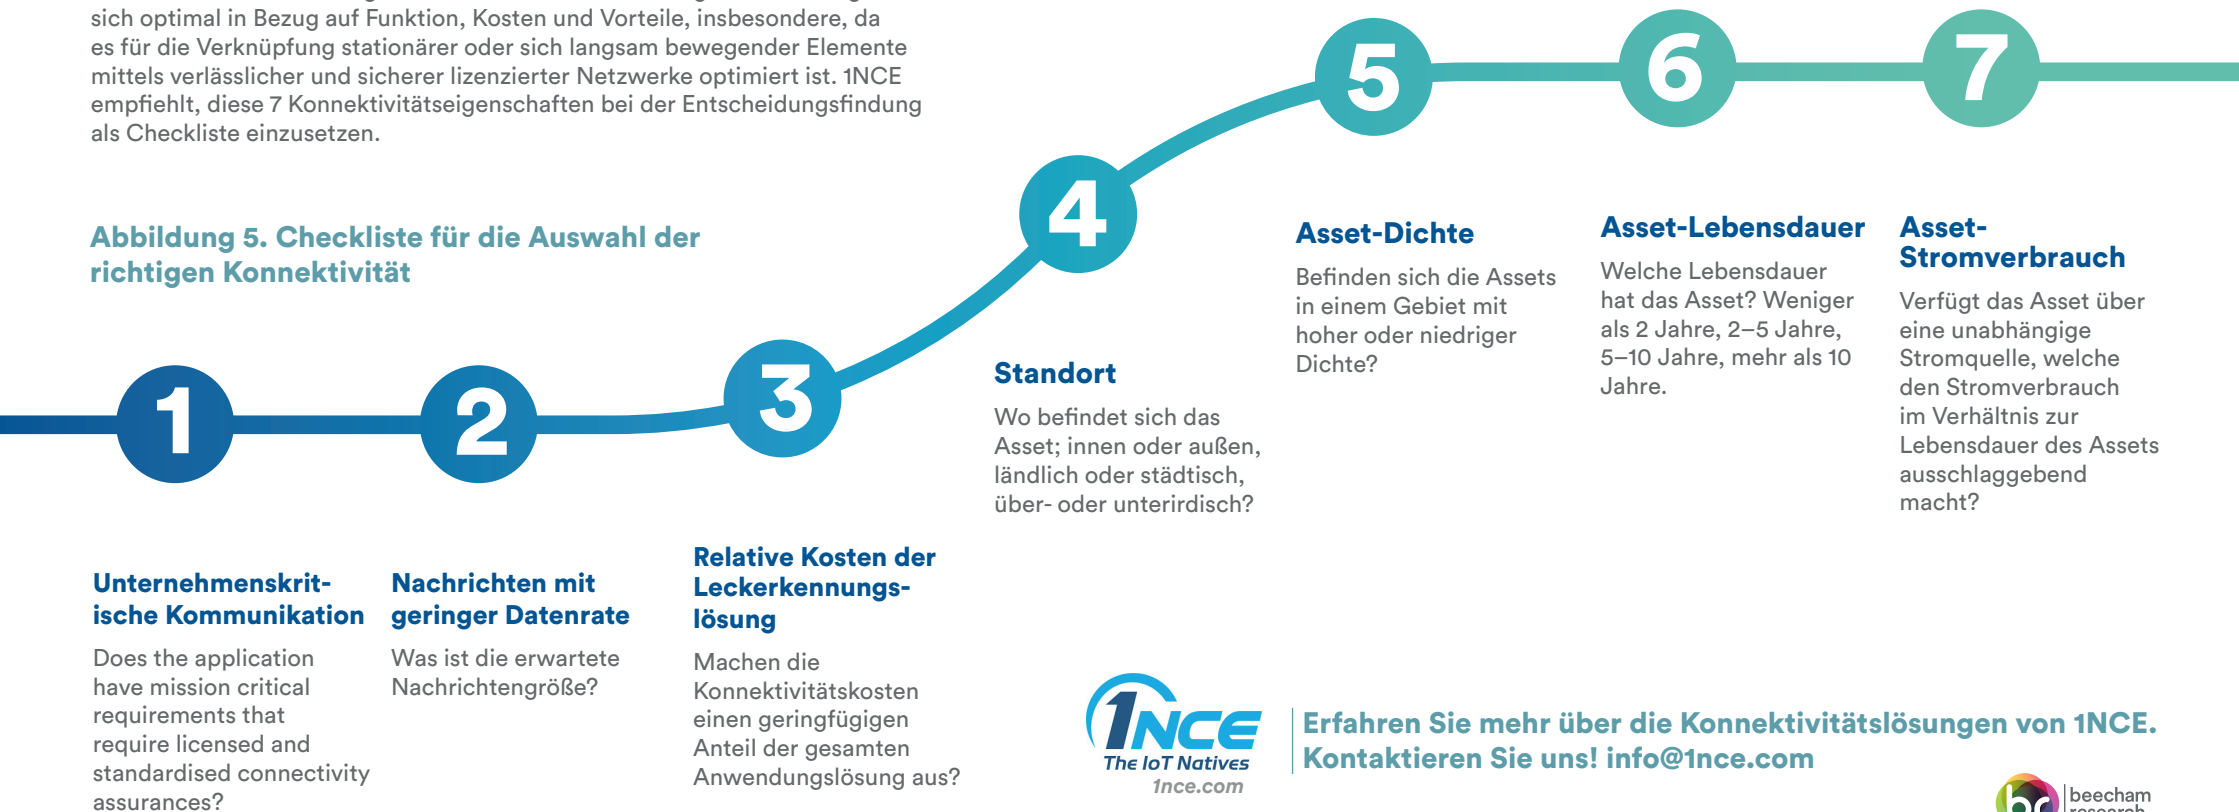 sich optimal in Bezug auf Funktion, Kosten und Vorteile, insbesondere, da
es für die Verknüpfung stationärer oder sich langsam bewegender Elemente
mittels verlässlicher und sicherer lizenzierter Netzwerke optimiert ist. 1NCE
empfiehlt, diese 7 Konnektivitätseigenschaften bei der Entscheidungsfindung
als Checkliste einzusetzen.
Abbildung 5. Checkliste für die Auswahl der
richtigen Konnektivität
1
Unternehmenskrit-
ische Kommunikation
Does the application
have mission critical
requirements that
require licensed and
standardised connectivity
assurances?
2
Nachrichten mit
geringer Datenrate
Was ist die erwartete
Nachrichtengröße?
3
Relative Kosten der
Leckerkennungs-
lösung
Machen die
Konnektivitätskosten
einen geringfügigen
Anteil der gesamten
Anwendungslösung aus?
4
Standort
Wo befindet sich das
Asset; innen oder außen,
ländlich oder städtisch,
über- oder unterirdisch?
5
Asset-Dichte
Befinden sich die Assets
in einem Gebiet mit
hoher oder niedriger
Dichte?
6
Asset-Lebensdauer
Welche Lebensdauer
hat das Asset? Weniger
als 2 Jahre, 2–5 Jahre,
5–10 Jahre, mehr als 10
Jahre.
7
Asset-
Stromverbrauch
Verfügt das Asset über
eine unabhängige
Stromquelle, welche
den Stromverbrauch
im Verhältnis zur
Lebensdauer des Assets
ausschlaggebend
macht?
1NCE
The IoT Natives
1nce.com
Erfahren Sie mehr über die Konnektivitätslösungen von 1NCE.
Kontaktieren Sie uns! info@1nce.com
br
beecham
research